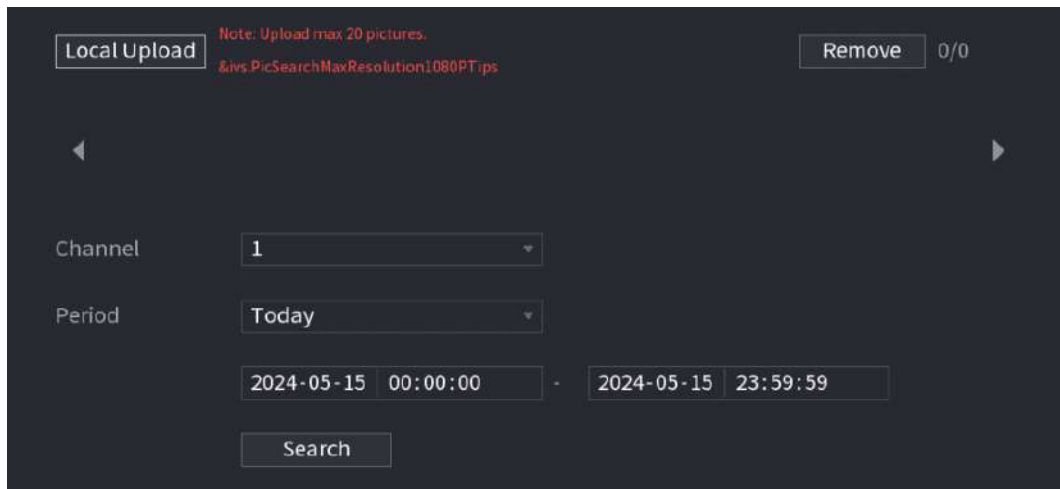 Local Upload
Note: Upload max 20 pictures.
&ivs.PicSearchMaxResolution1080PTips
Remove 0/0
Channel 1
Period Today
2024-05-15 00:00:00 - 2024-05-15 23:59:59
Search